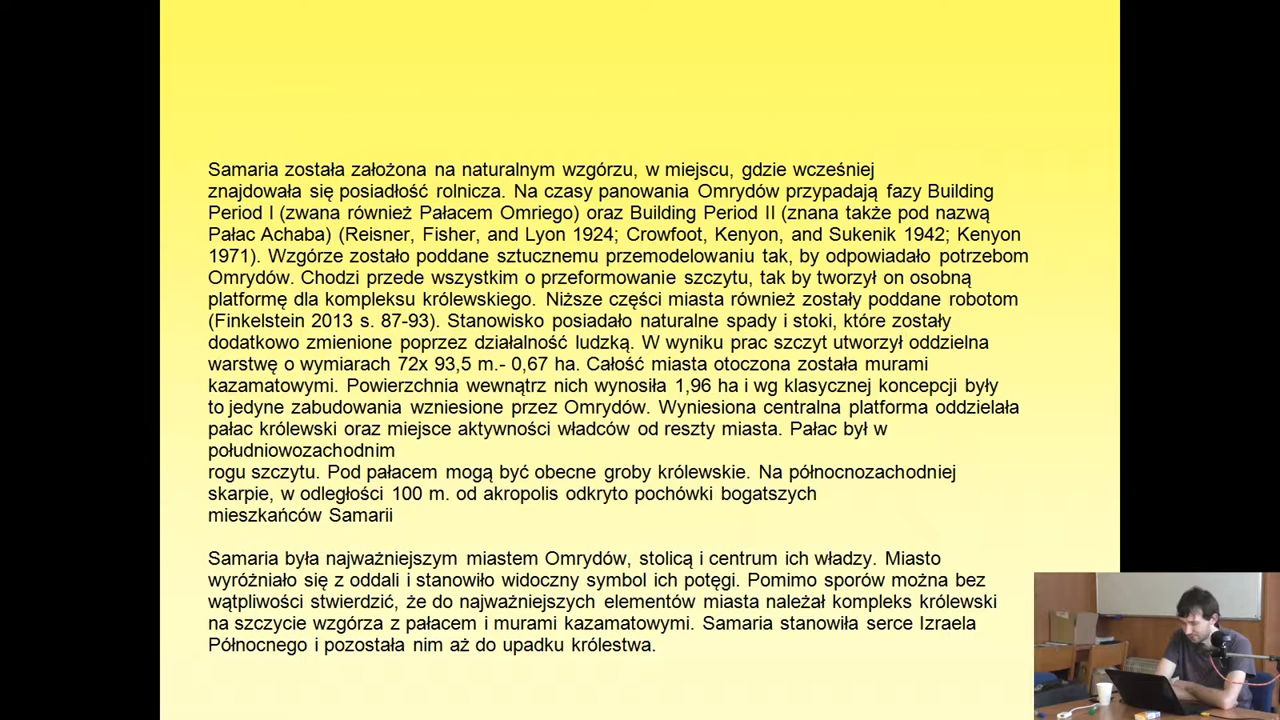 Samaria została założona na naturalnym wzgórzu, w miejscu, gdzie wcześniej
znajdowała się posiadłość rolnicza. Na czasy panowania Omrydów przypadają fazy Building
Period I (zwana również Pałacem Omriego) oraz Building Period II (znana także pod nazwą
Pałac Achaba) (Reisner, Fisher, and Lyon 1924; Crowfoot, Kenyon, and Sukenik 1942; Kenyon
1971). Wzgórze zostało poddane sztucznemu przemodelowaniu tak, by odpowiadało potrzebom
Omrydów. Chodzi przede wszystkim o przeformowanie szczytu, tak by tworzył on osobną
platformę dla kompleksu królewskiego. Niższe części miasta również zostały poddane robotom
(Finkelstein 2013 s. 87-93). Stanowisko posiadało naturalne spady i stoki, które zostały
dodatkowo zmienione poprzez działalność ludzką. W wyniku prac szczyt utworzył oddzielna
warstwę o wymiarach 72x 93,5 m.- 0,67 ha. Całość miasta otoczona została murami
kazamatowymi. Powierzchnia wewnątrz nich wynosiła 1,96 ha i wg klasycznej koncepcji były
to jedyne zabudowania wzniesione przez Omrydów. Wyniesiona centralna platforma oddzielała
pałac królewski oraz miejsce aktywności władców od reszty miasta. Pałac był w
południowozachodnim
rogu szczytu. Pod pałacem mogą być obecne groby królewskie. Na północnozachodniej
skarpie, w odległości 100 m. od akropolis odkryto pochówki bogatszych
mieszkańców Samarii
Samaria była najważniejszym miastem Omrydów, stolicą i centrum ich władzy. Miasto
wyróżniało się z oddali i stanowiło widoczny symbol ich potęgi. Pomimo sporów można bez
wątpliwości stwierdzić, że do najważniejszych elementów miasta należał kompleks królewski
na szczycie wzgórza z pałacem i murami kazamatowymi. Samaria stanowiła serce Izraela
Północnego i pozostała nim aż do upadku królestwa.